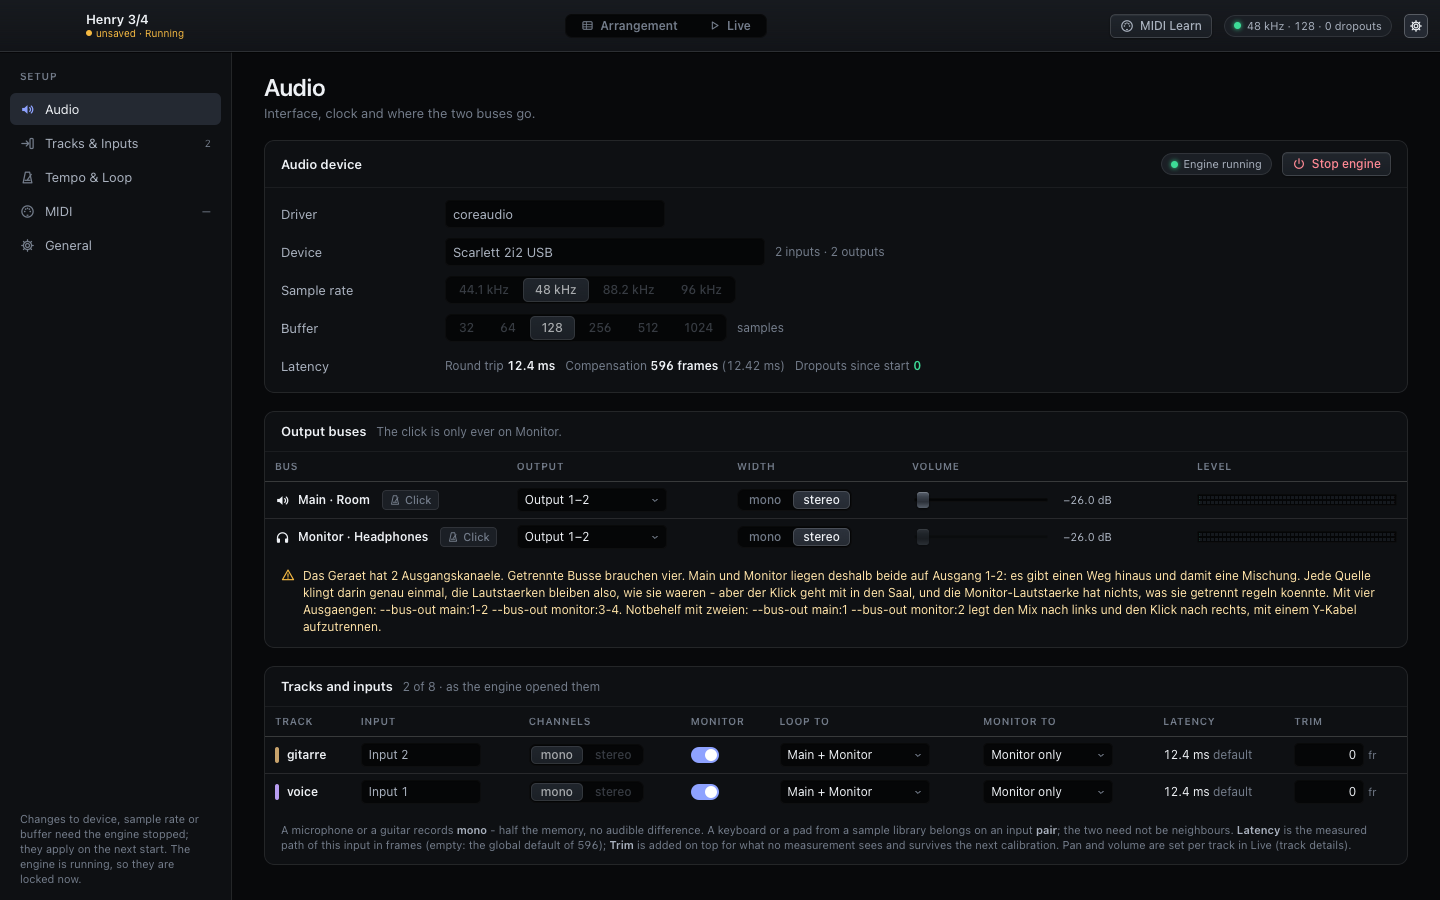 Henry 3/4
unsaved · Running
Arrangement
Live
MIDI Learn
48 kHz · 128 · 0 dropouts
SETUP
Audio
Tracks & Inputs 2
Tempo & Loop
MIDI –
General
Changes to device, sample rate or
buffer need the engine stopped;
they apply on the next start. The
engine is running, so they are
locked now.
Audio
Interface, clock and where the two buses go.
Audio device
Engine running
Stop engine
Driver coreaudio
Device Scarlett 2i2 USB 2 inputs · 2 outputs
Sample rate 44.1 kHz 48 kHz 88.2 kHz 96 kHz
Buffer 32 64 128 256 512 1024 samples
Latency Round trip 12.4 ms Compensation 596 frames (12.42 ms) Dropouts since start 0
Output buses The click is only ever on Monitor.
BUS OUTPUT WIDTH VOLUME LEVEL
Main · Room Click Output 1–2 mono stereo −26.0 dB
Monitor · Headphones Click Output 1–2 mono stereo −26.0 dB
Das Geraet hat 2 Ausgangskanaele. Getrennte Busse brauchen vier. Main und Monitor liegen deshalb beide auf Ausgang 1-2: es gibt einen Weg hinaus und damit eine Mischung. Jede Quelle
klingt darin genau einmal, die Lautstaerken bleiben also, wie sie waeren - aber der Klick geht mit in den Saal, und die Monitor-Lautstaerke hat nichts, was sie getrennt regeln koennte. Mit vier
Ausgaengen: --bus-out main:1-2 --bus-out monitor:3-4. Notbehelf mit zweien: --bus-out main:1 --bus-out monitor:2 legt den Mix nach links und den Klick nach rechts, mit einem Y-Kabel
aufzutrennen.
Tracks and inputs 2 of 8 · as the engine opened them
TRACK INPUT CHANNELS MONITOR LOOP TO MONITOR TO LATENCY TRIM
gitarre Input 2 mono stereo Main + Monitor Monitor only 12.4 ms default 0 fr
voice Input 1 mono stereo Main + Monitor Monitor only 12.4 ms default 0 fr
A microphone or a guitar records mono - half the memory, no audible difference. A keyboard or a pad from a sample library belongs on an input pair; the two need not be neighbours. Latency is the measured
path of this input in frames (empty: the global default of 596); Trim is added on top for what no measurement sees and survives the next calibration. Pan and volume are set per track in Live (track details).